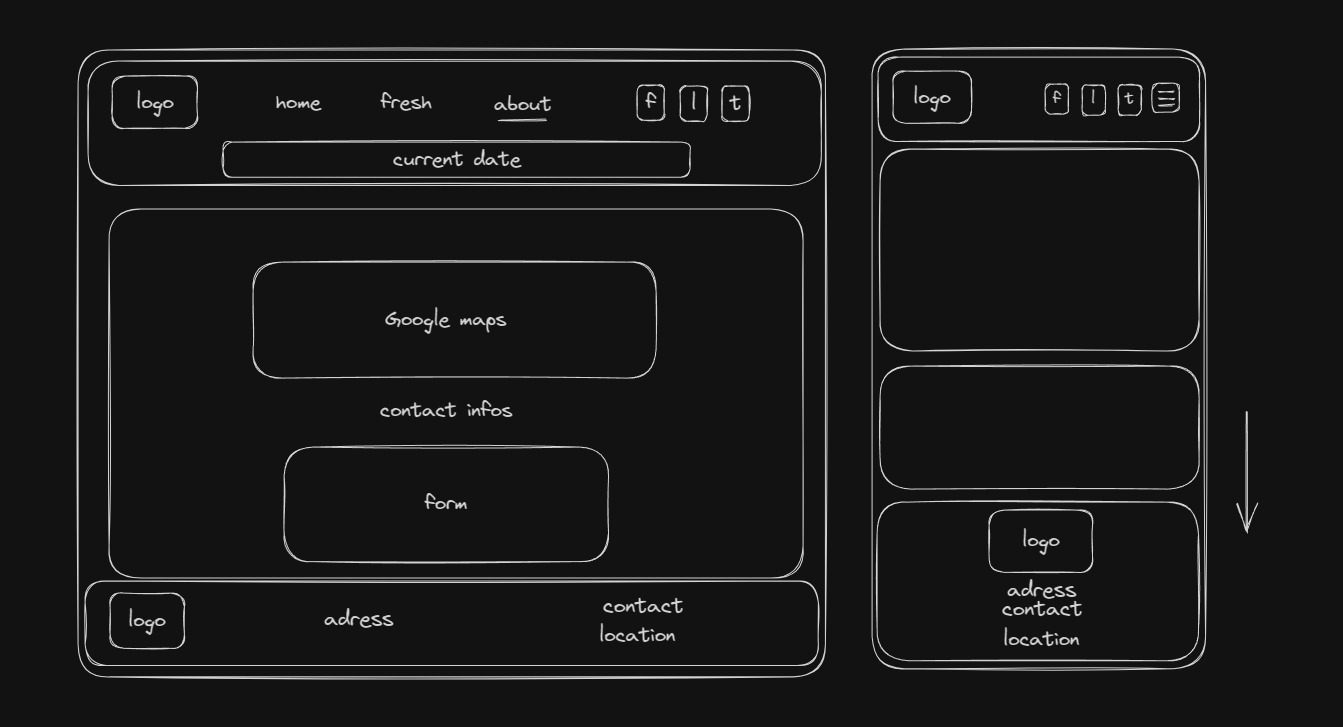 logo home fresh about f l t
current date
Google maps
contact infos
form
logo adress contact
location
logo f l t
logo
adress
contact
location